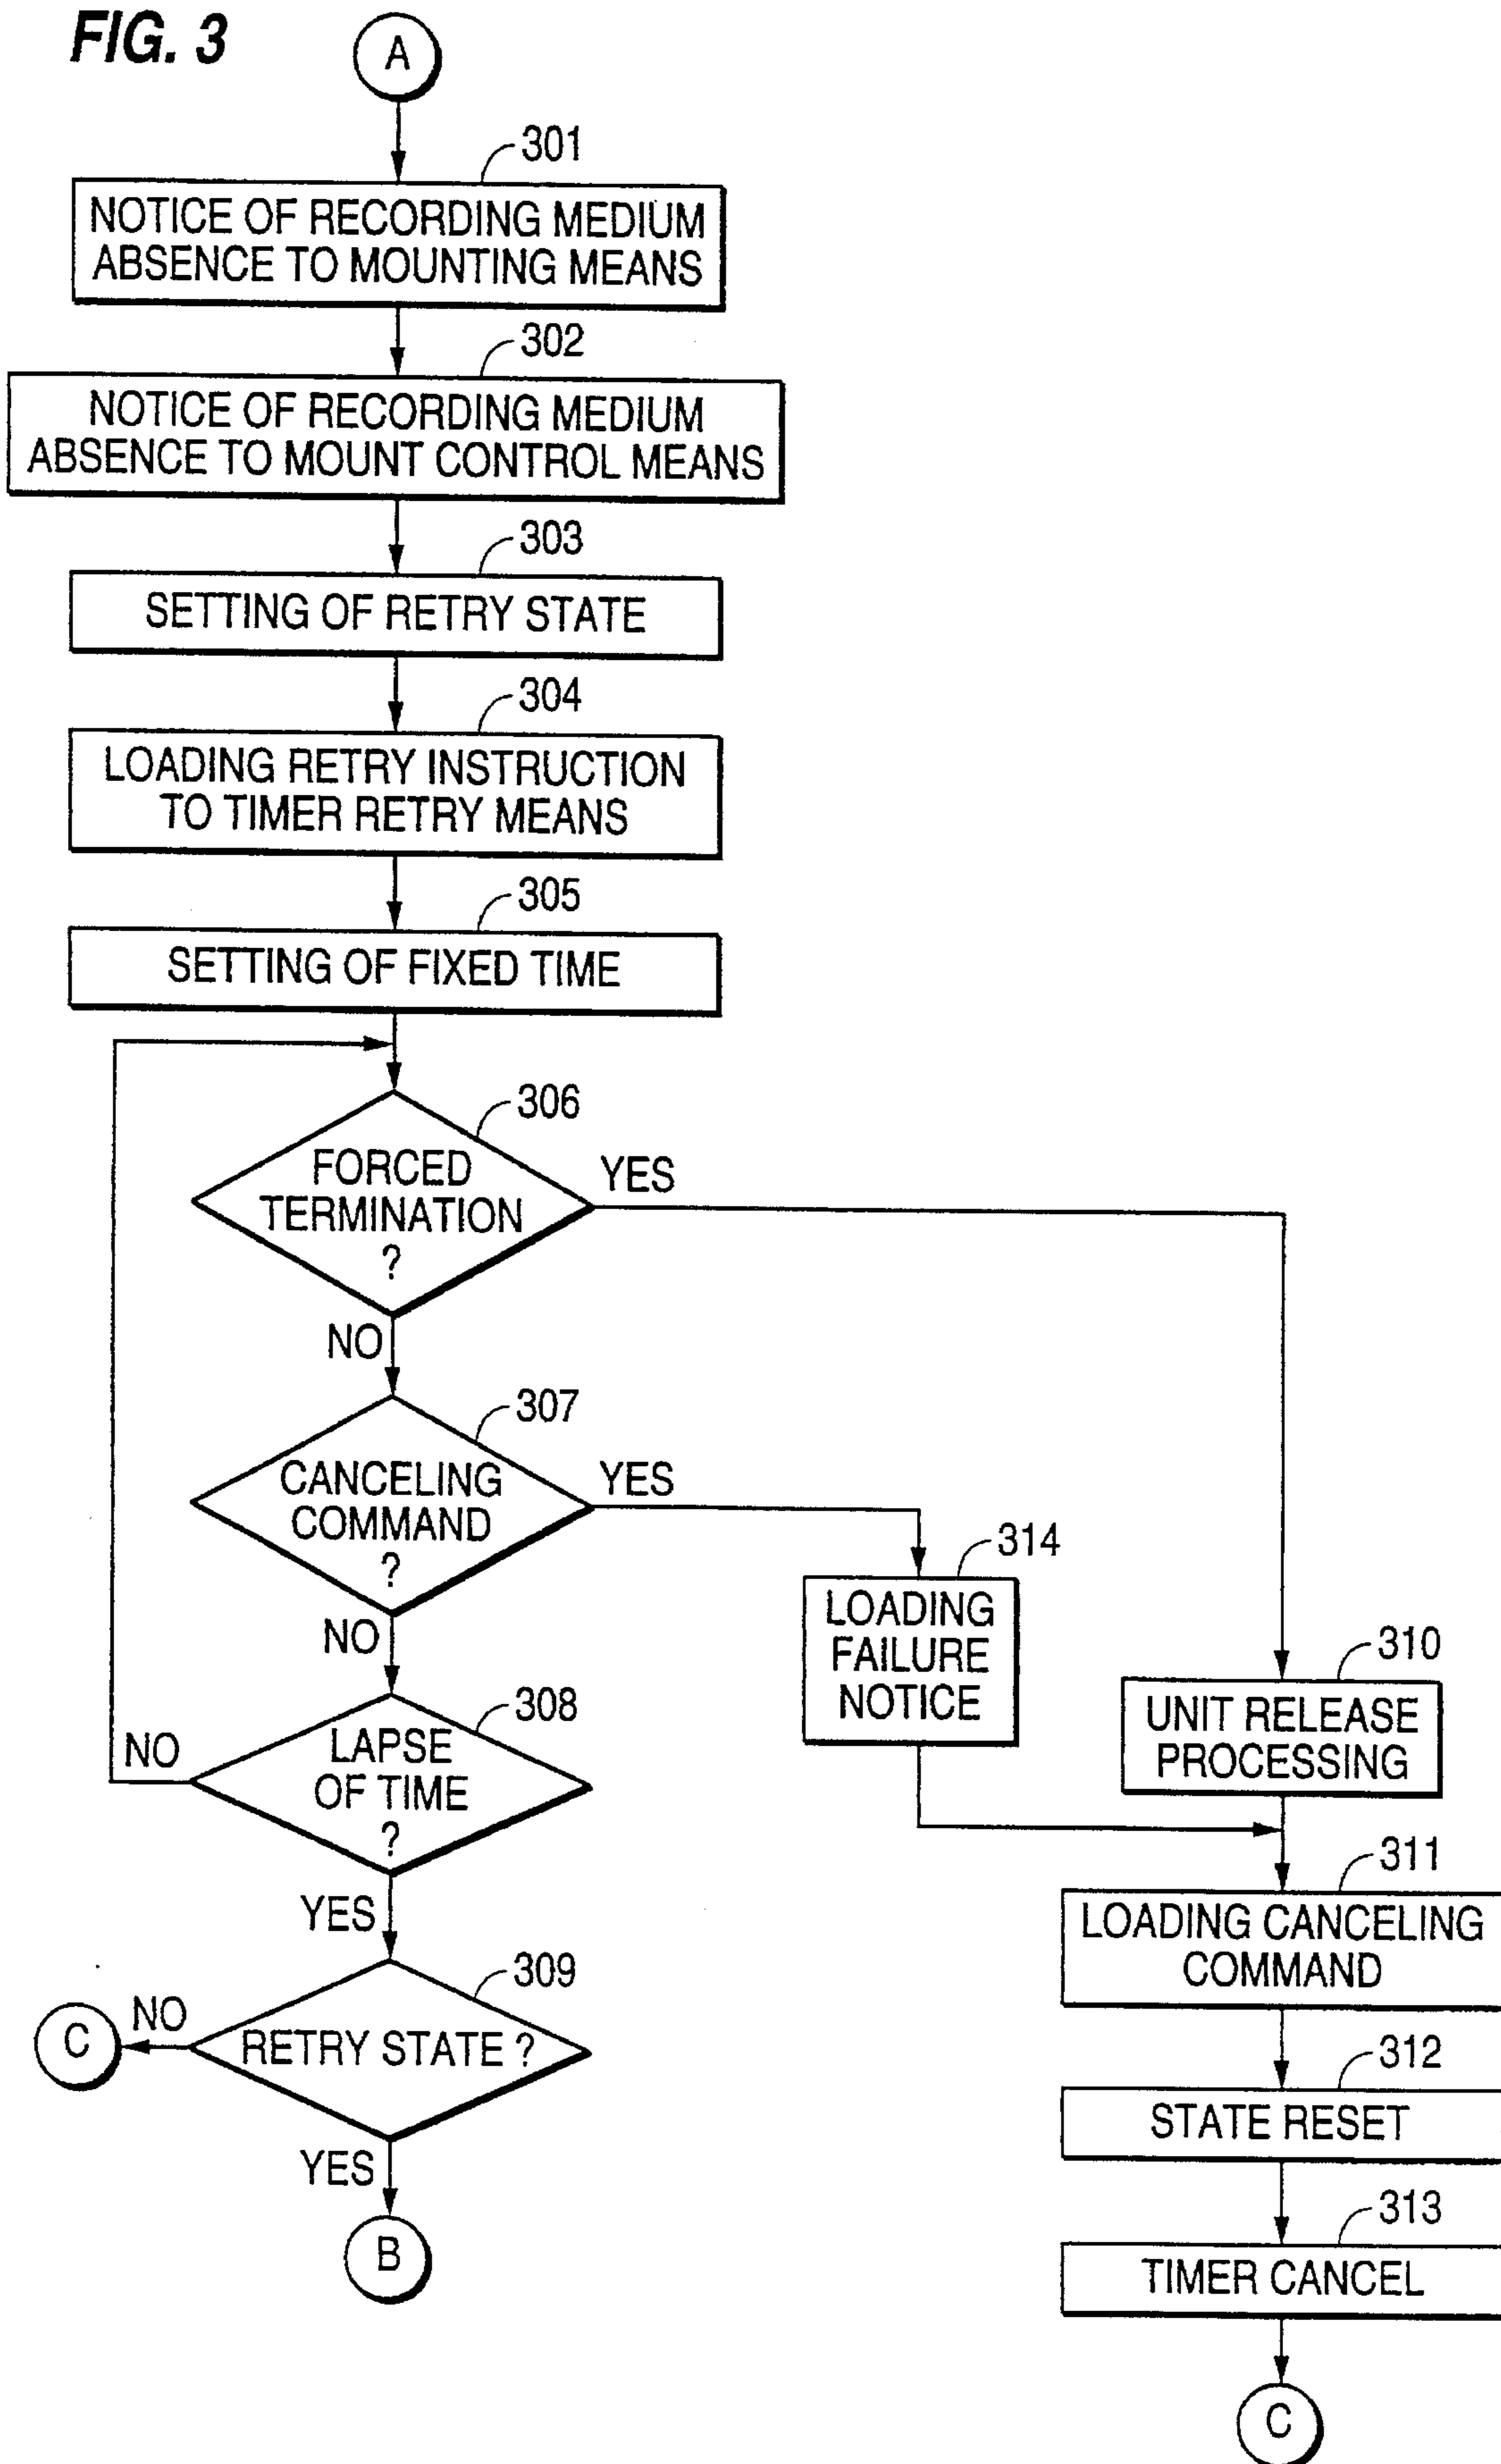 FIG. 3
A
301
NOTICE OF RECORDING MEDIUM
ABSENCE TO MOUNTING MEANS
302
NOTICE OF RECORDING MEDIUM
ABSENCE TO MOUNT CONTROL MEANS
303
SETTING OF RETRY STATE
304
LOADING RETRY INSTRUCTION
TO TIMER RETRY MEANS
305
SETTING OF FIXED TIME
306
FORCED
TERMINATION
?
YES
NO
307
CANCELING
COMMAND
?
YES
NO
314
LOADING
FAILURE
NOTICE
310
UNIT RELEASE
PROCESSING
308
LAPSE
OF TIME
?
NO
YES
311
LOADING CANCELING
COMMAND
309
RETRY STATE ?
NO
C
YES
B
312
STATE RESET
313
TIMER CANCEL
C